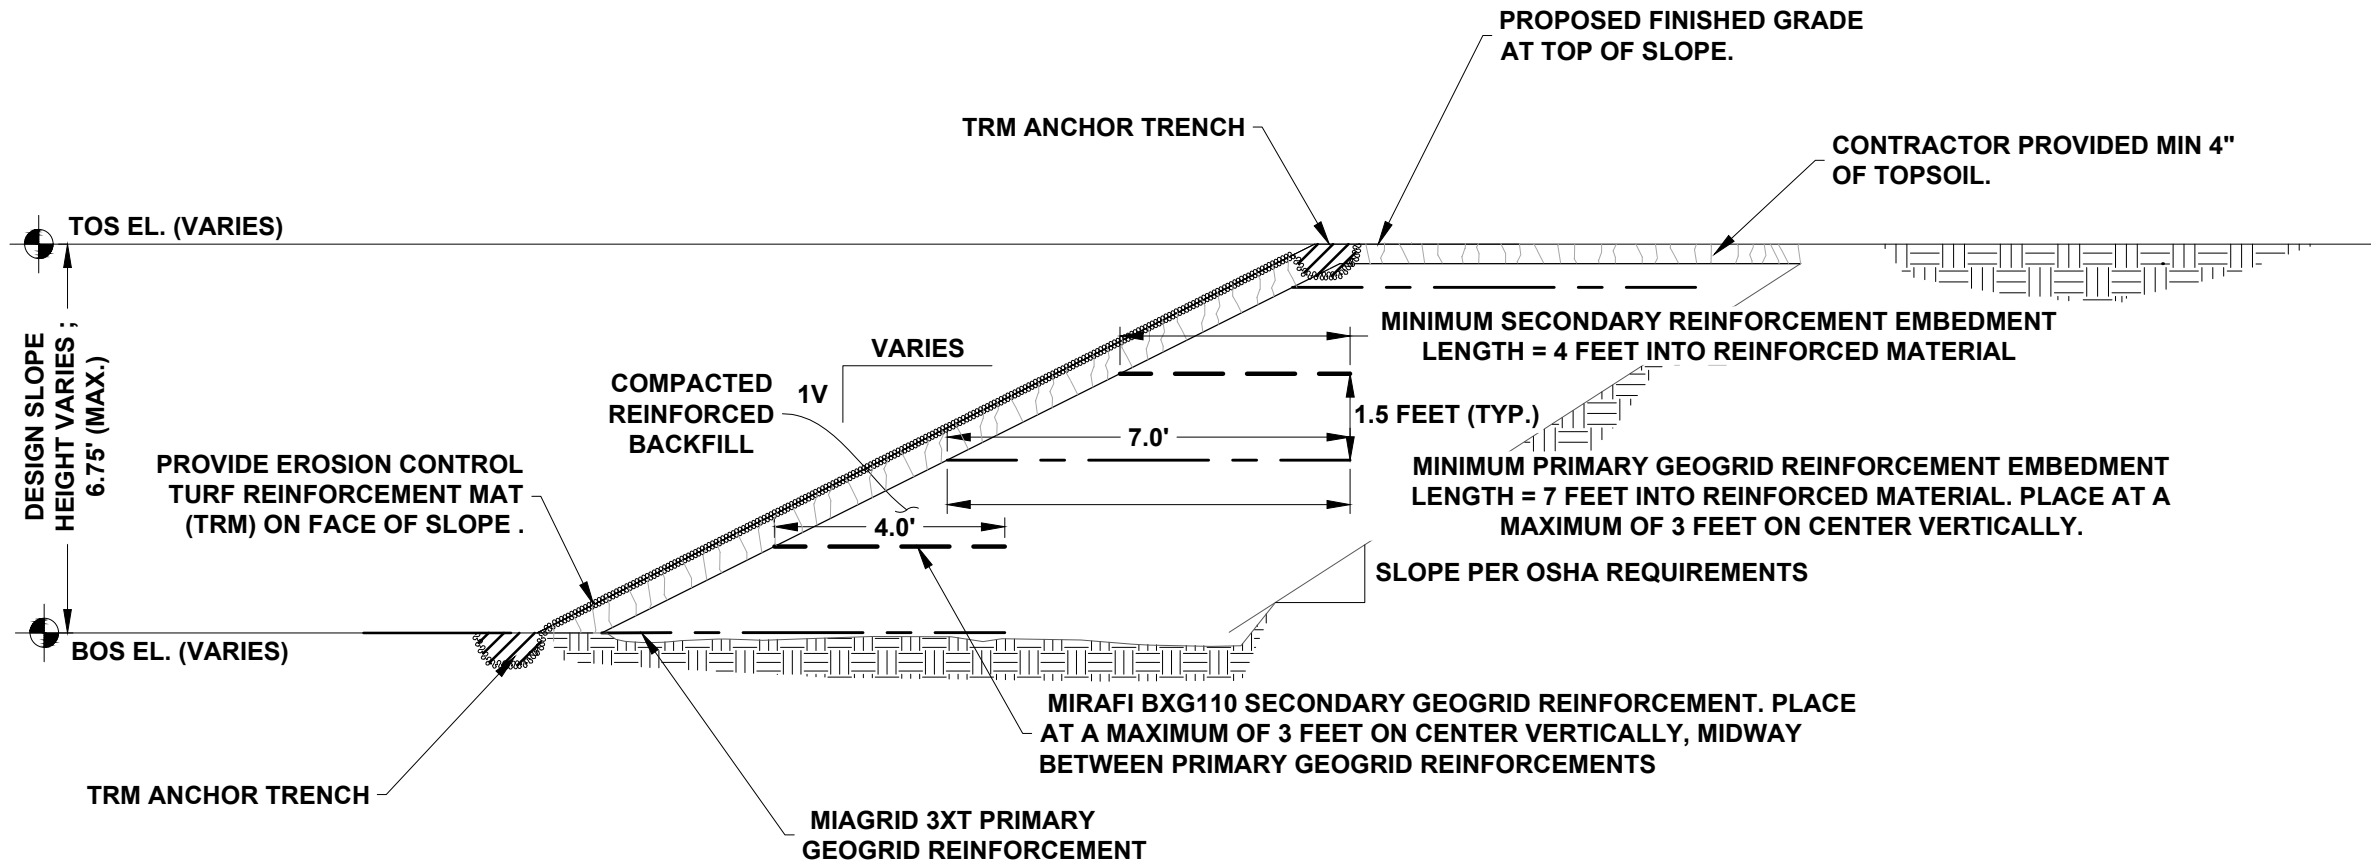 PROPOSED FINISHED GRADE
AT TOP OF SLOPE.
TRM ANCHOR TRENCH
CONTRACTOR PROVIDED MIN 4"
OF TOPSOIL.
TOS EL. (VARIES)
DESIGN SLOPE
HEIGHT VARIES
6.75' (MAX.)
VARIES
1V
COMPACTED
REINFORCED
BACKFILL
MINIMUM SECONDARY REINFORCEMENT EMBEDMENT
LENGTH = 4 FEET INTO REINFORCED MATERIAL
1.5 FEET (TYP.)
7.0'
PROVIDE EROSION CONTROL
TURF REINFORCEMENT MAT
(TRM) ON FACE OF SLOPE .
MINIMUM PRIMARY GEOGRID REINFORCEMENT EMBEDMENT
LENGTH = 7 FEET INTO REINFORCED MATERIAL. PLACE AT A
MAXIMUM OF 3 FEET ON CENTER VERTICALLY.
4.0'
SLOPE PER OSHA REQUIREMENTS
BOS EL. (VARIES)
MIRAFI BXG110 SECONDARY GEOGRID REINFORCEMENT. PLACE
AT A MAXIMUM OF 3 FEET ON CENTER VERTICALLY, MIDWAY
BETWEEN PRIMARY GEOGRID REINFORCEMENTS
TRM ANCHOR TRENCH
MIAGRID 3XT PRIMARY
GEOGRID REINFORCEMENT